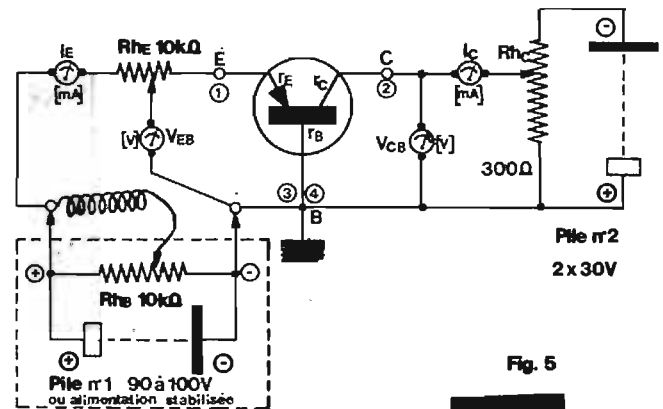 IE
[mA]
RhE 10kΩ
E
①
[v]
VEB
rE
rC
rB
C
②
IC
[mA]
RhC
VCB
[v]
300Ω
⊖
⊕
③ ④
B
⊕
⊖
RhB 10kΩ
⊕
⊖
Pile n°1 90 à 100V
ou alimentation stabilisée
Pile n°2
2 x 30V
Fig. 5